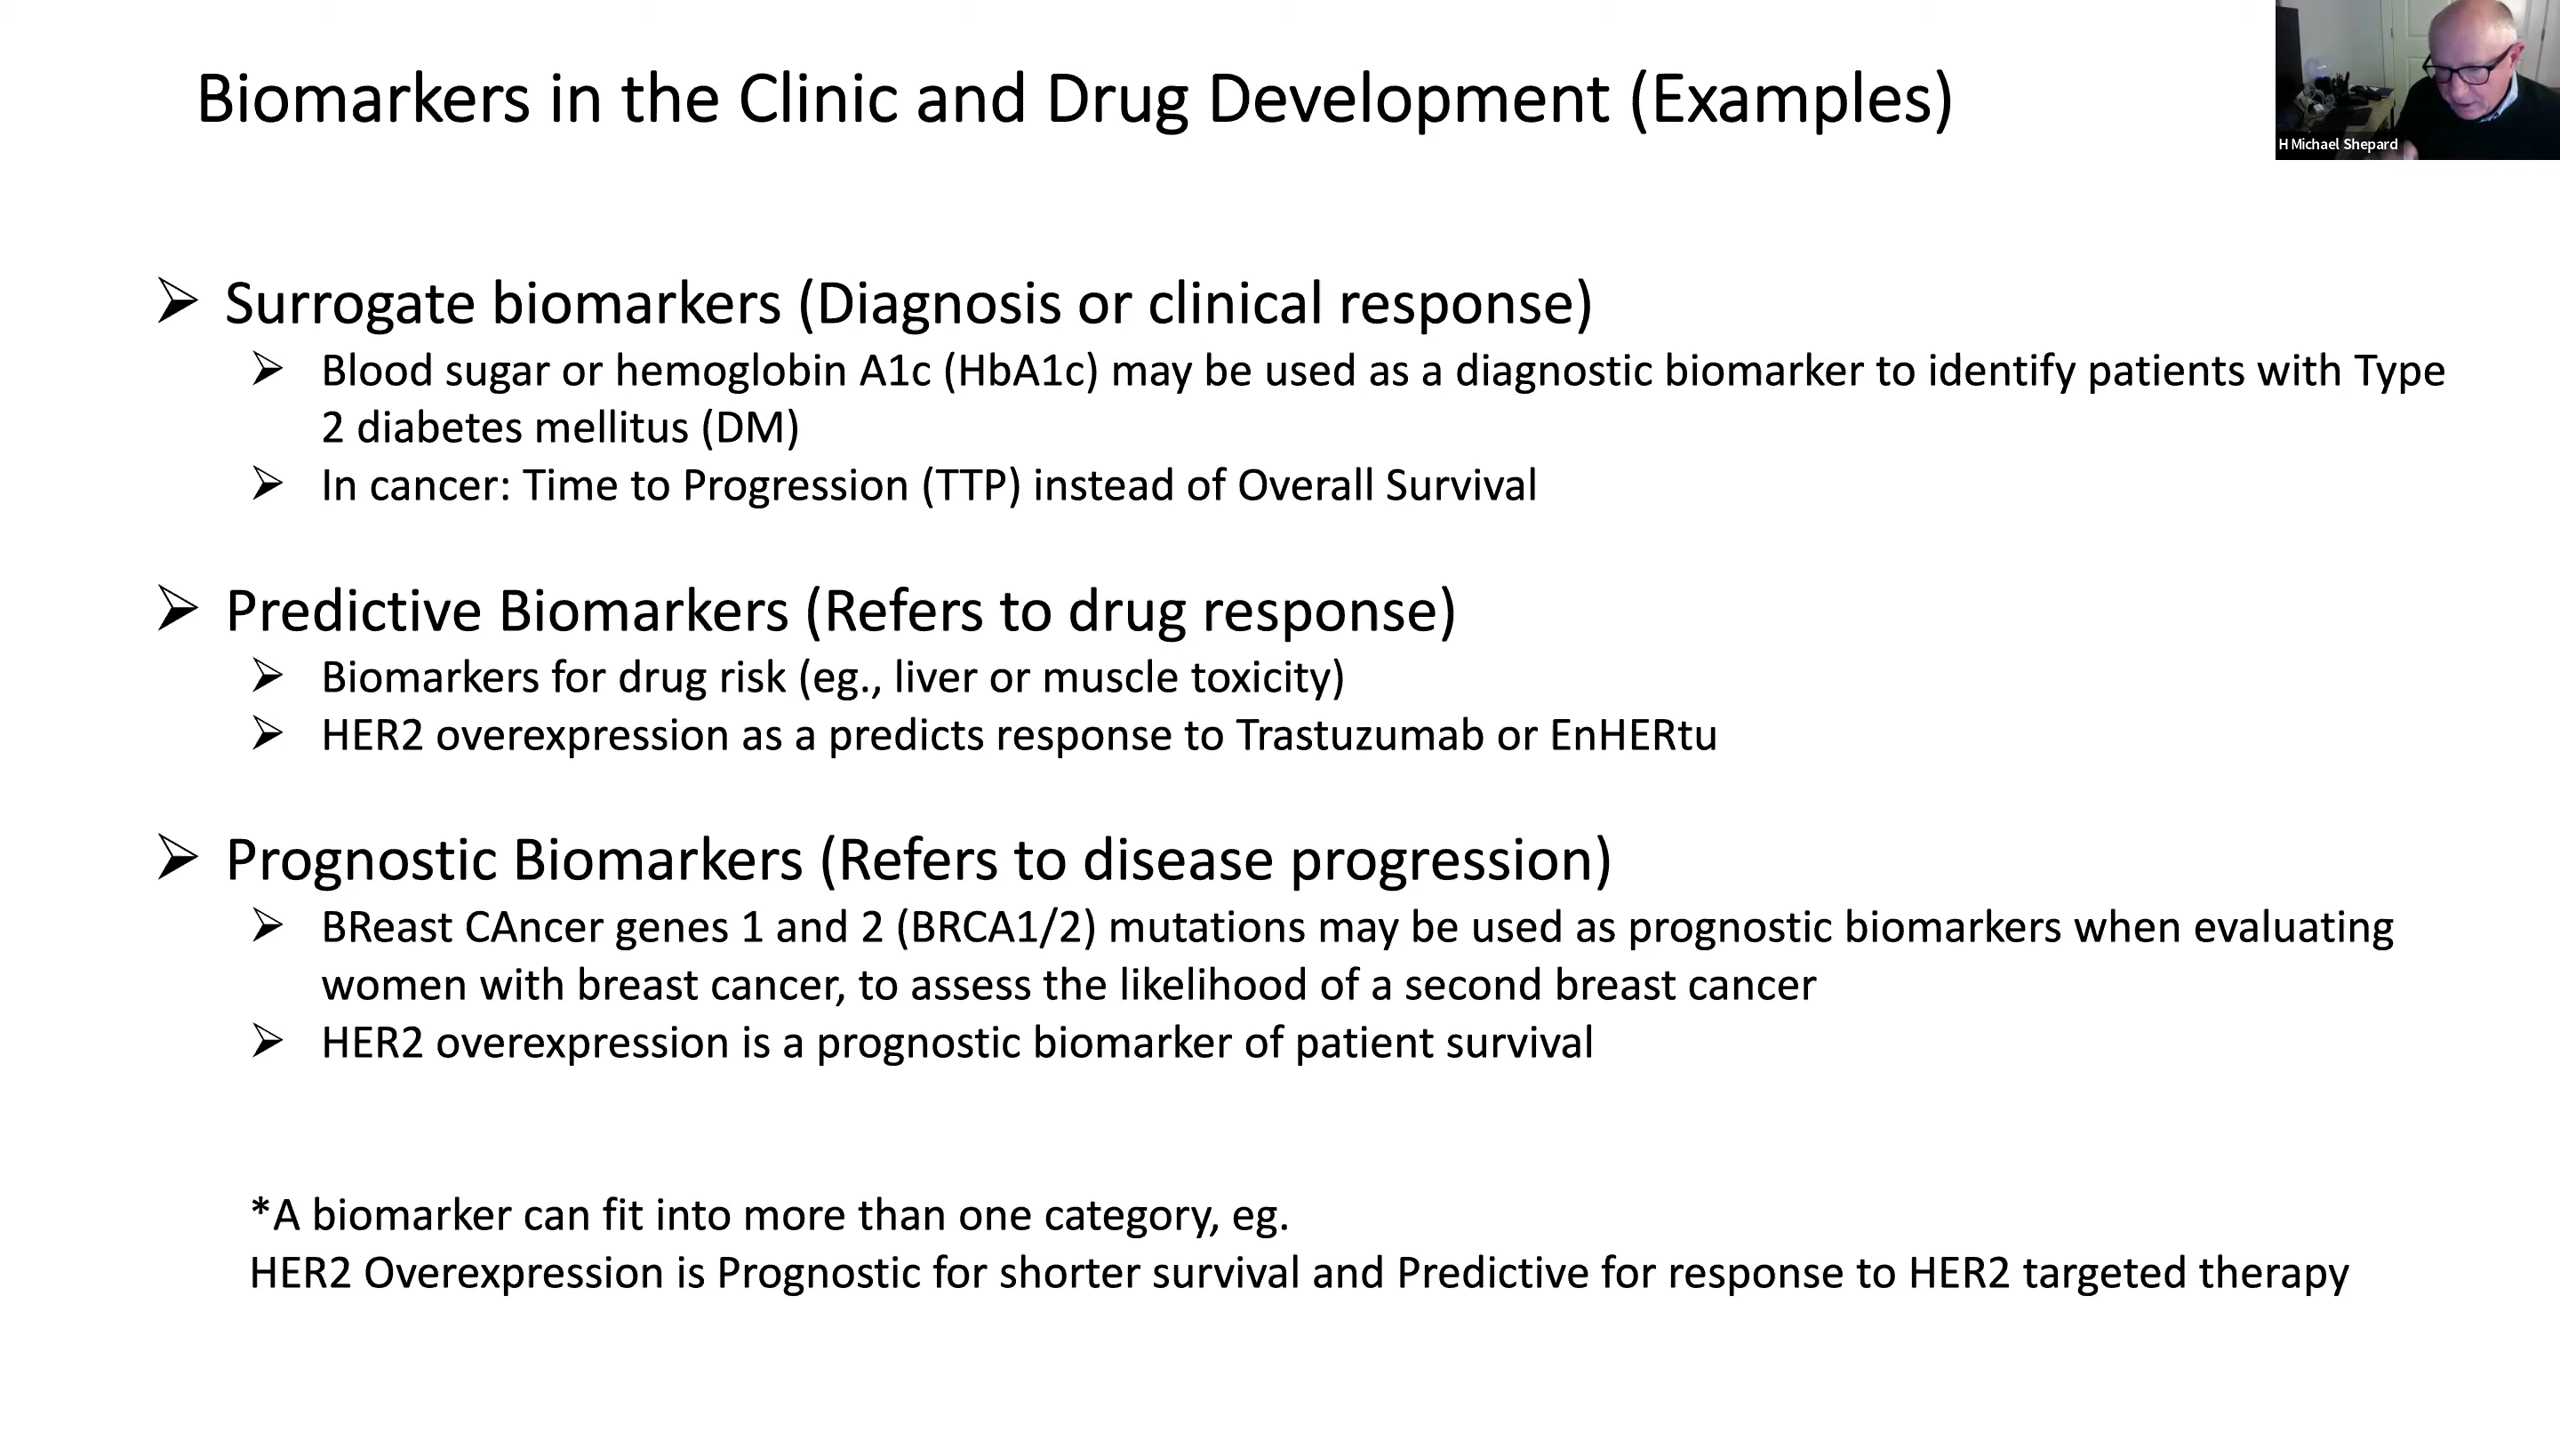 Biomarkers in the Clinic and Drug Development (Examples)
H Michael Shepard
➢ Surrogate biomarkers (Diagnosis or clinical response)
➢ Blood sugar or hemoglobin A1c (HbA1c) may be used as a diagnostic biomarker to identify patients with Type
2 diabetes mellitus (DM)
➢ In cancer: Time to Progression (TTP) instead of Overall Survival
➢ Predictive Biomarkers (Refers to drug response)
➢ Biomarkers for drug risk (eg., liver or muscle toxicity)
➢ HER2 overexpression as a predicts response to Trastuzumab or EnHERtu
➢ Prognostic Biomarkers (Refers to disease progression)
➢ BReast CAncer genes 1 and 2 (BRCA1/2) mutations may be used as prognostic biomarkers when evaluating
women with breast cancer, to assess the likelihood of a second breast cancer
➢ HER2 overexpression is a prognostic biomarker of patient survival
*A biomarker can fit into more than one category, eg.
HER2 Overexpression is Prognostic for shorter survival and Predictive for response to HER2 targeted therapy